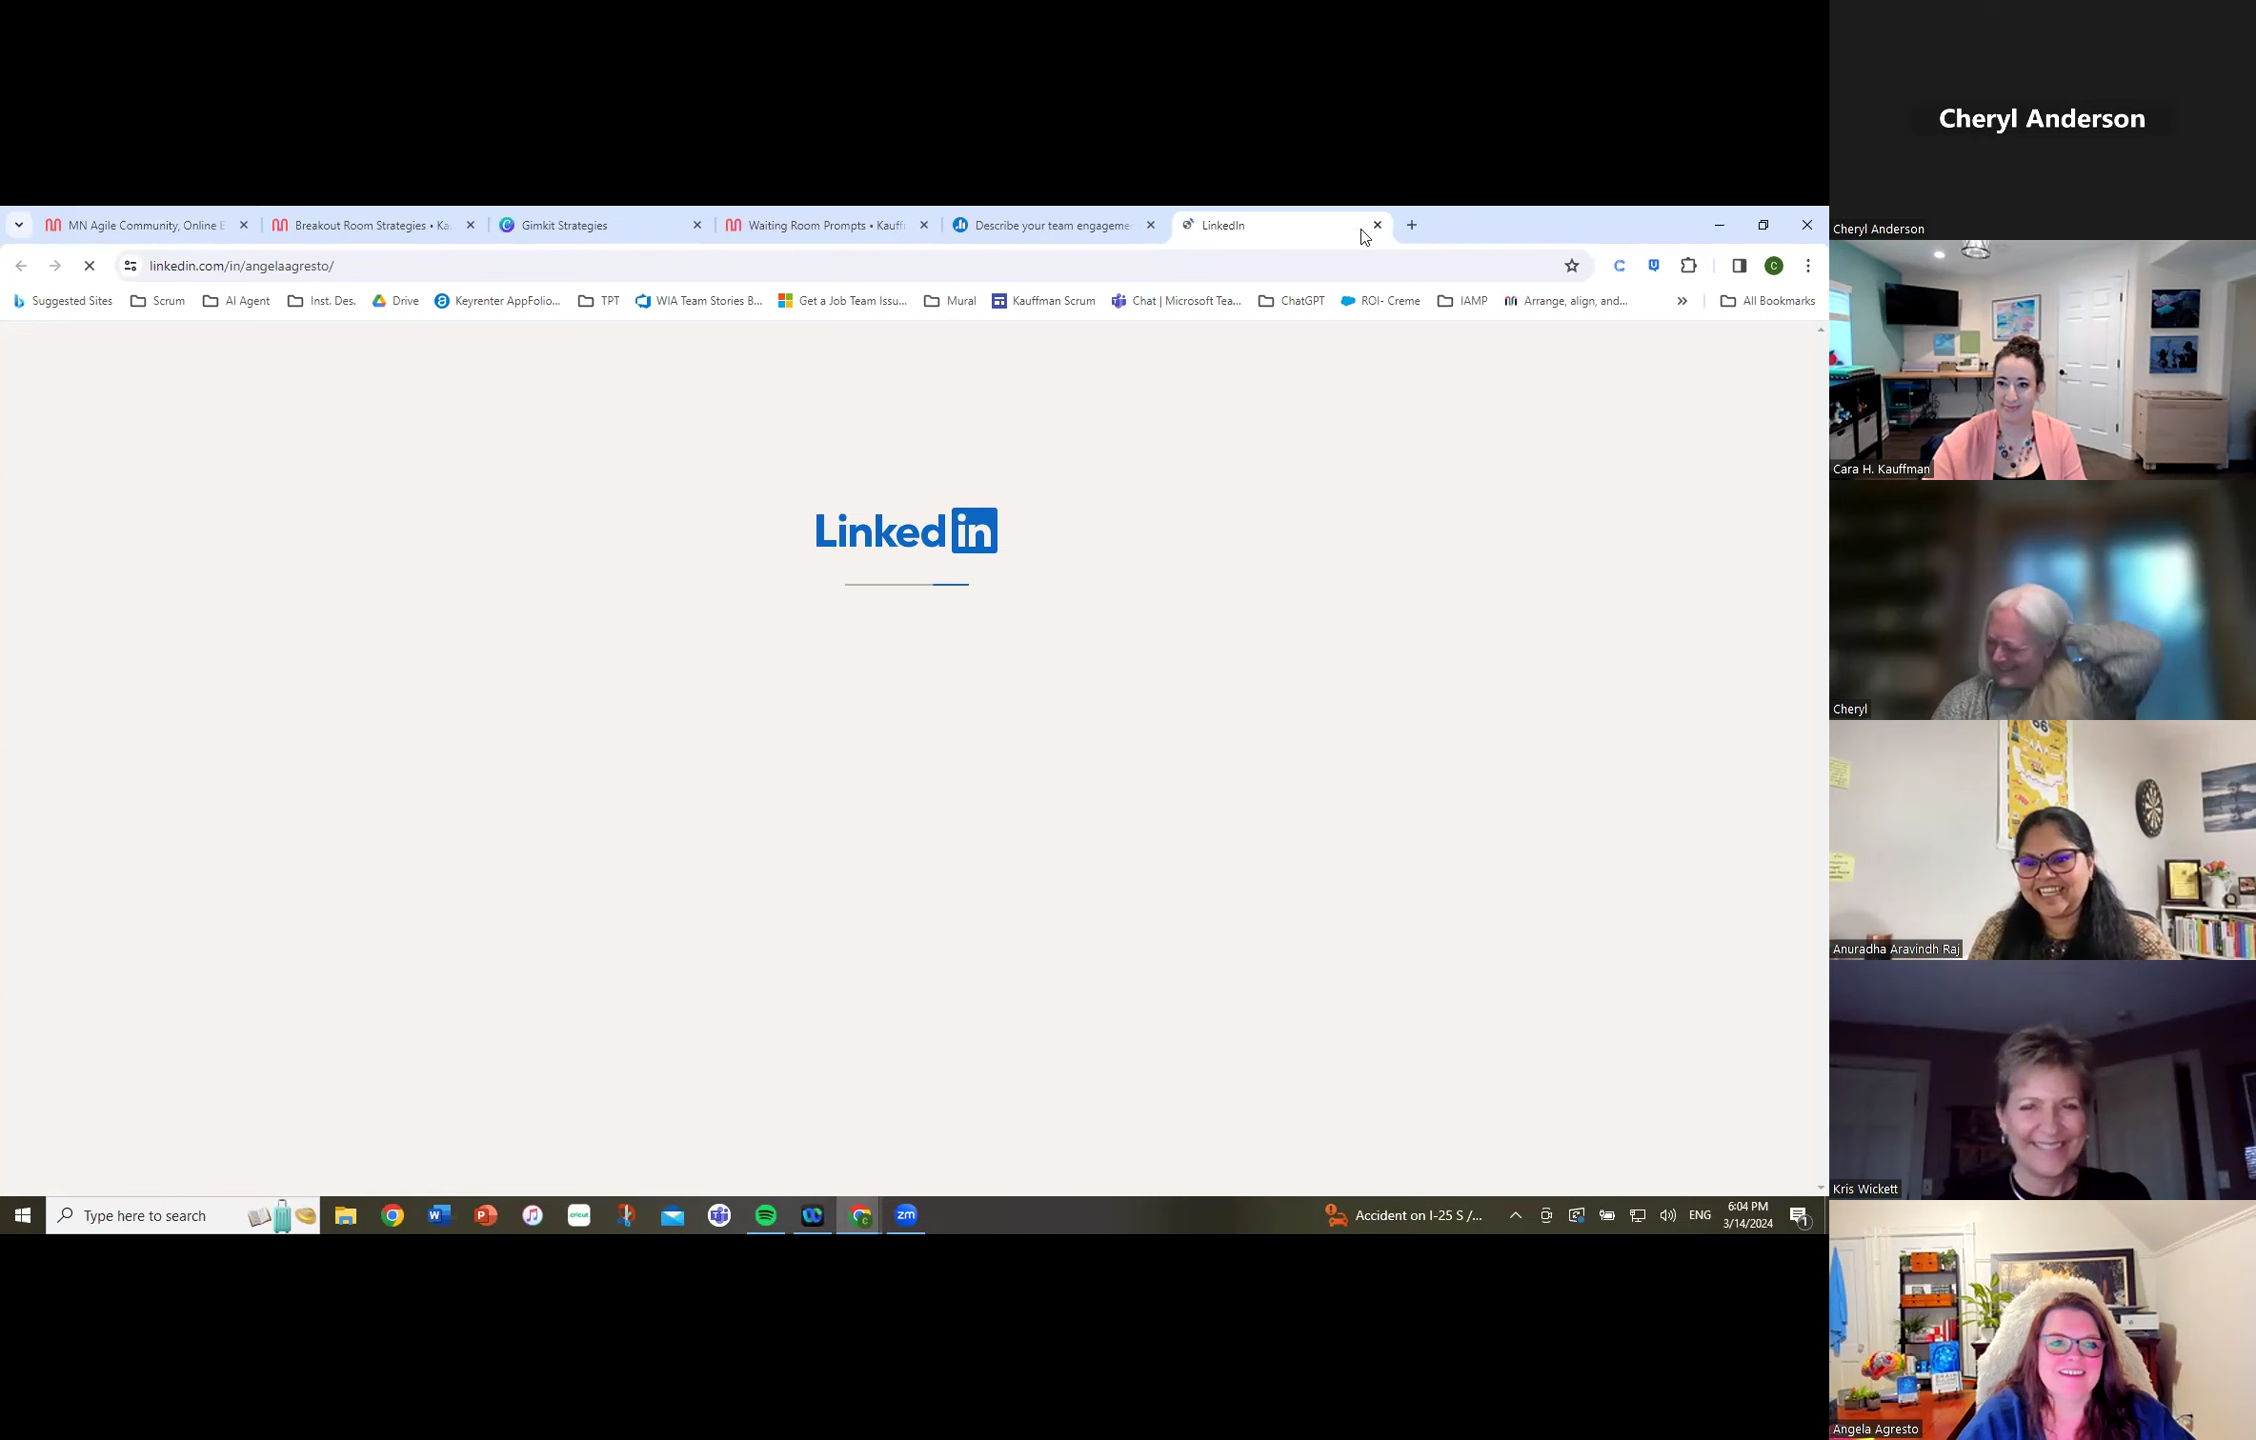 MN Agile Community, Online E
Breakout Room Strategies • Ka
Gimkit Strategies
Waiting Room Prompts • Kauff
Describe your team engageme
LinkedIn
linkedin.com/in/angelaagresto/
Suggested Sites
Scrum
AI Agent
Inst. Des.
Drive
Keyrenter AppFolio...
TPT
WIA Team Stories B...
Get a Job Team Issu...
Mural
Kauffman Scrum
Chat | Microsoft Tea...
ChatGPT
ROI- Creme
IAMP
Arrange, align, and...
All Bookmarks
Linkedin
Type here to search
Accident on I-25 S /...
ENG
6:04 PM
3/14/2024
Cheryl Anderson
Cheryl Anderson
Cara H. Kauffman
Cheryl
Anuradha Aravindh Raj
Kris Wickett
Angela Agresto